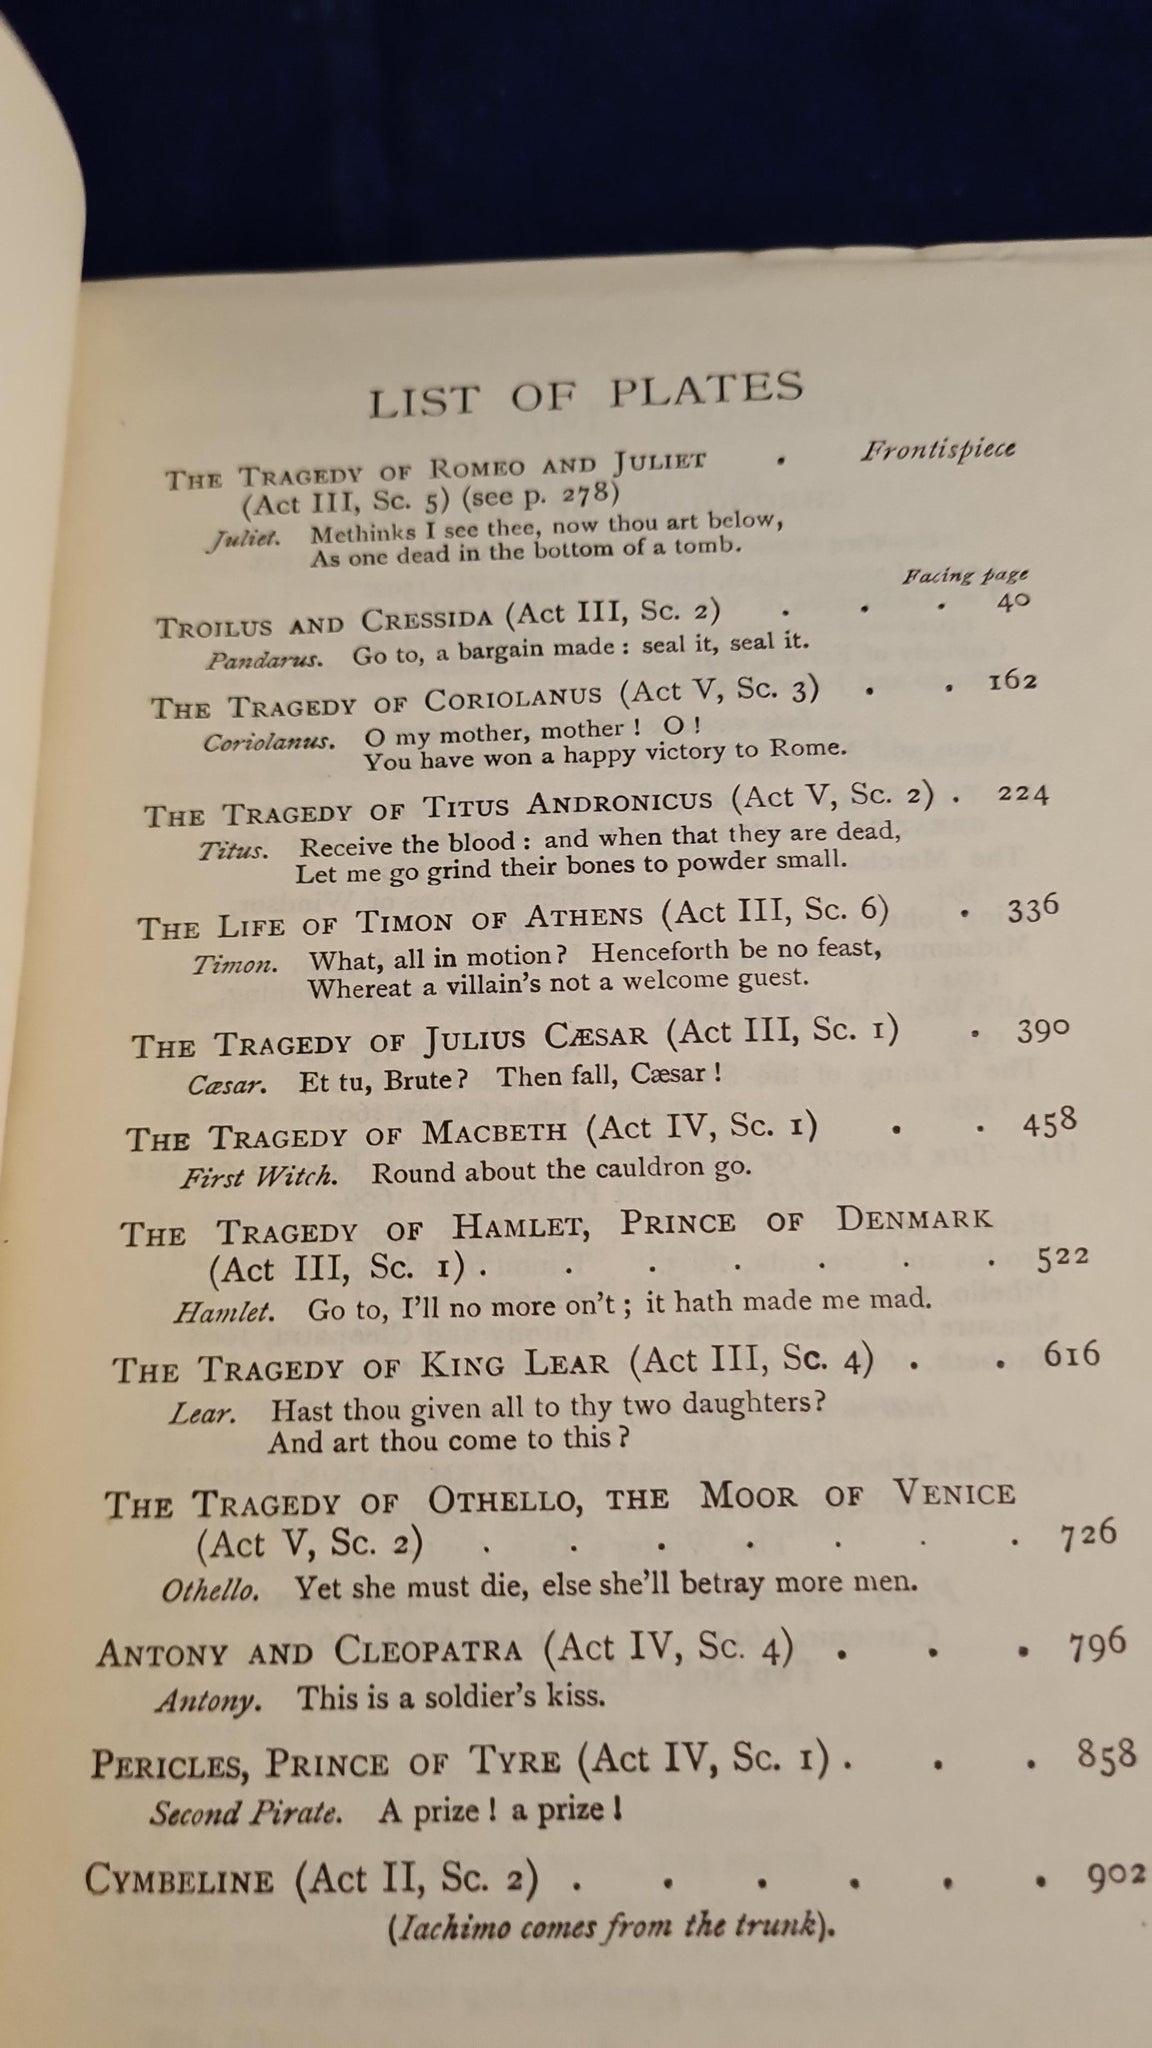 LIST OF PLATES
THE TRAGEDY OF ROMEO AND JULIET . Frontispiece
(Act III, Sc. 5) (see p. 278)
Juliet. Methinks I see thee, now thou art below,
As one dead in the bottom of a tomb.
Facing page
TROILUS AND CRESSIDA (Act III, Sc. 2) . . . 40
Pandarus. Go to, a bargain made: seal it, seal it.
THE TRAGEDY OF CORIOLANUS (Act V, Sc. 3) . . 162
Coriolanus. O my mother, mother! O!
You have won a happy victory to Rome.
THE TRAGEDY OF TITUS ANDRONICUS (Act V, Sc. 2) . 224
Titus. Receive the blood: and when that they are dead,
Let me go grind their bones to powder small.
THE LIFE OF TIMON OF ATHENS (Act III, Sc. 6) . 336
Timon. What, all in motion? Henceforth be no feast,
Whereat a villain's not a welcome guest.
THE TRAGEDY OF JULIUS CÆSAR (Act III, Sc. 1) . 390
Cæsar. Et tu, Brute? Then fall, Cæsar!
THE TRAGEDY OF MACBETH (Act IV, Sc. 1) . . 458
First Witch. Round about the cauldron go.
THE TRAGEDY OF HAMLET, PRINCE OF DENMARK
(Act III, Sc. 1) . . . . . . . 522
Hamlet. Go to, I'll no more on't; it hath made me mad.
THE TRAGEDY OF KING LEAR (Act III, Sc. 4) . . 616
Lear. Hast thou given all to thy two daughters?
And art thou come to this?
THE TRAGEDY OF OTHELLO, THE MOOR OF VENICE
(Act V, Sc. 2) . . . . . . . 726
Othello. Yet she must die, else she'll betray more men.
ANTONY AND CLEOPATRA (Act IV, Sc. 4) . . . 796
Antony. This is a soldier's kiss.
PERICLES, PRINCE OF TYRE (Act IV, Sc. 1) . . . 858
Second Pirate. A prize! a prize!
CYMBELINE (Act II, Sc. 2) . . . . . . 902
(Iachimo comes from the trunk).